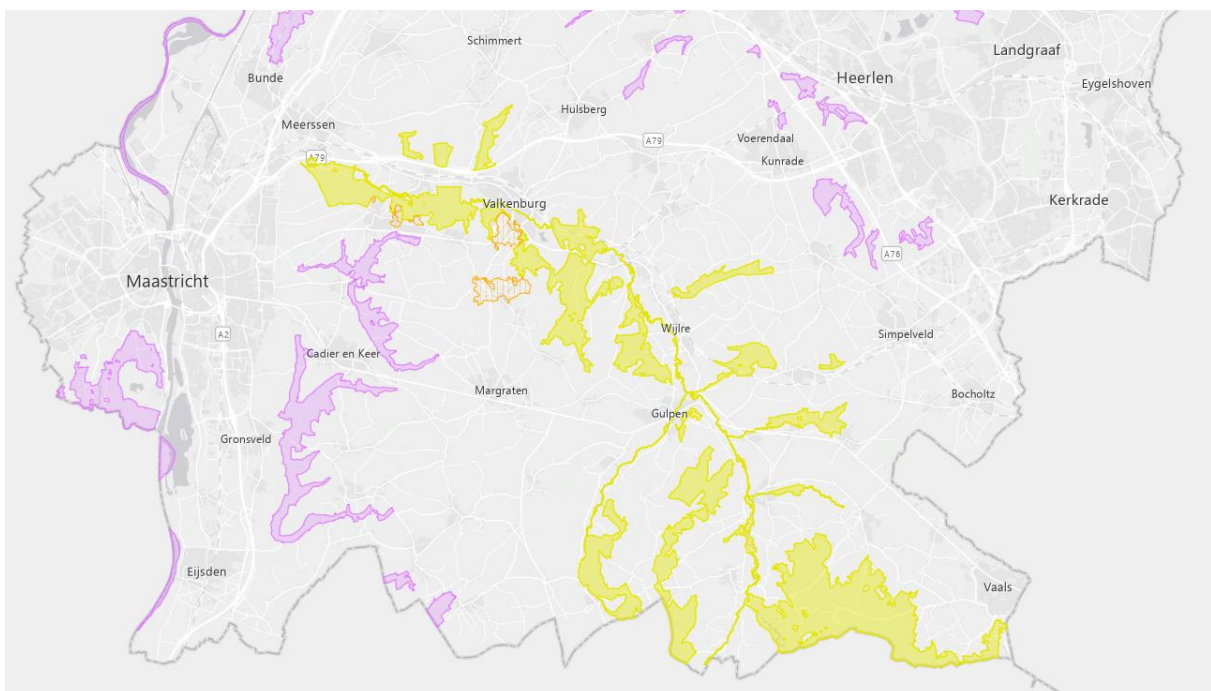 Schimmert
Landgraaf
Bunde
Heerlen
Eygelshoven
Hulsberg
Meerssen
Voerendaal
A79
A79
Kunrade
Valkenburg
Kerkrade
A76
Maastricht
A2
Wijlre
Simpelveld
Cadier en Keer
Margraten
Bocholtz
Gulpen
Gronsveld
Eijsden
Vaals